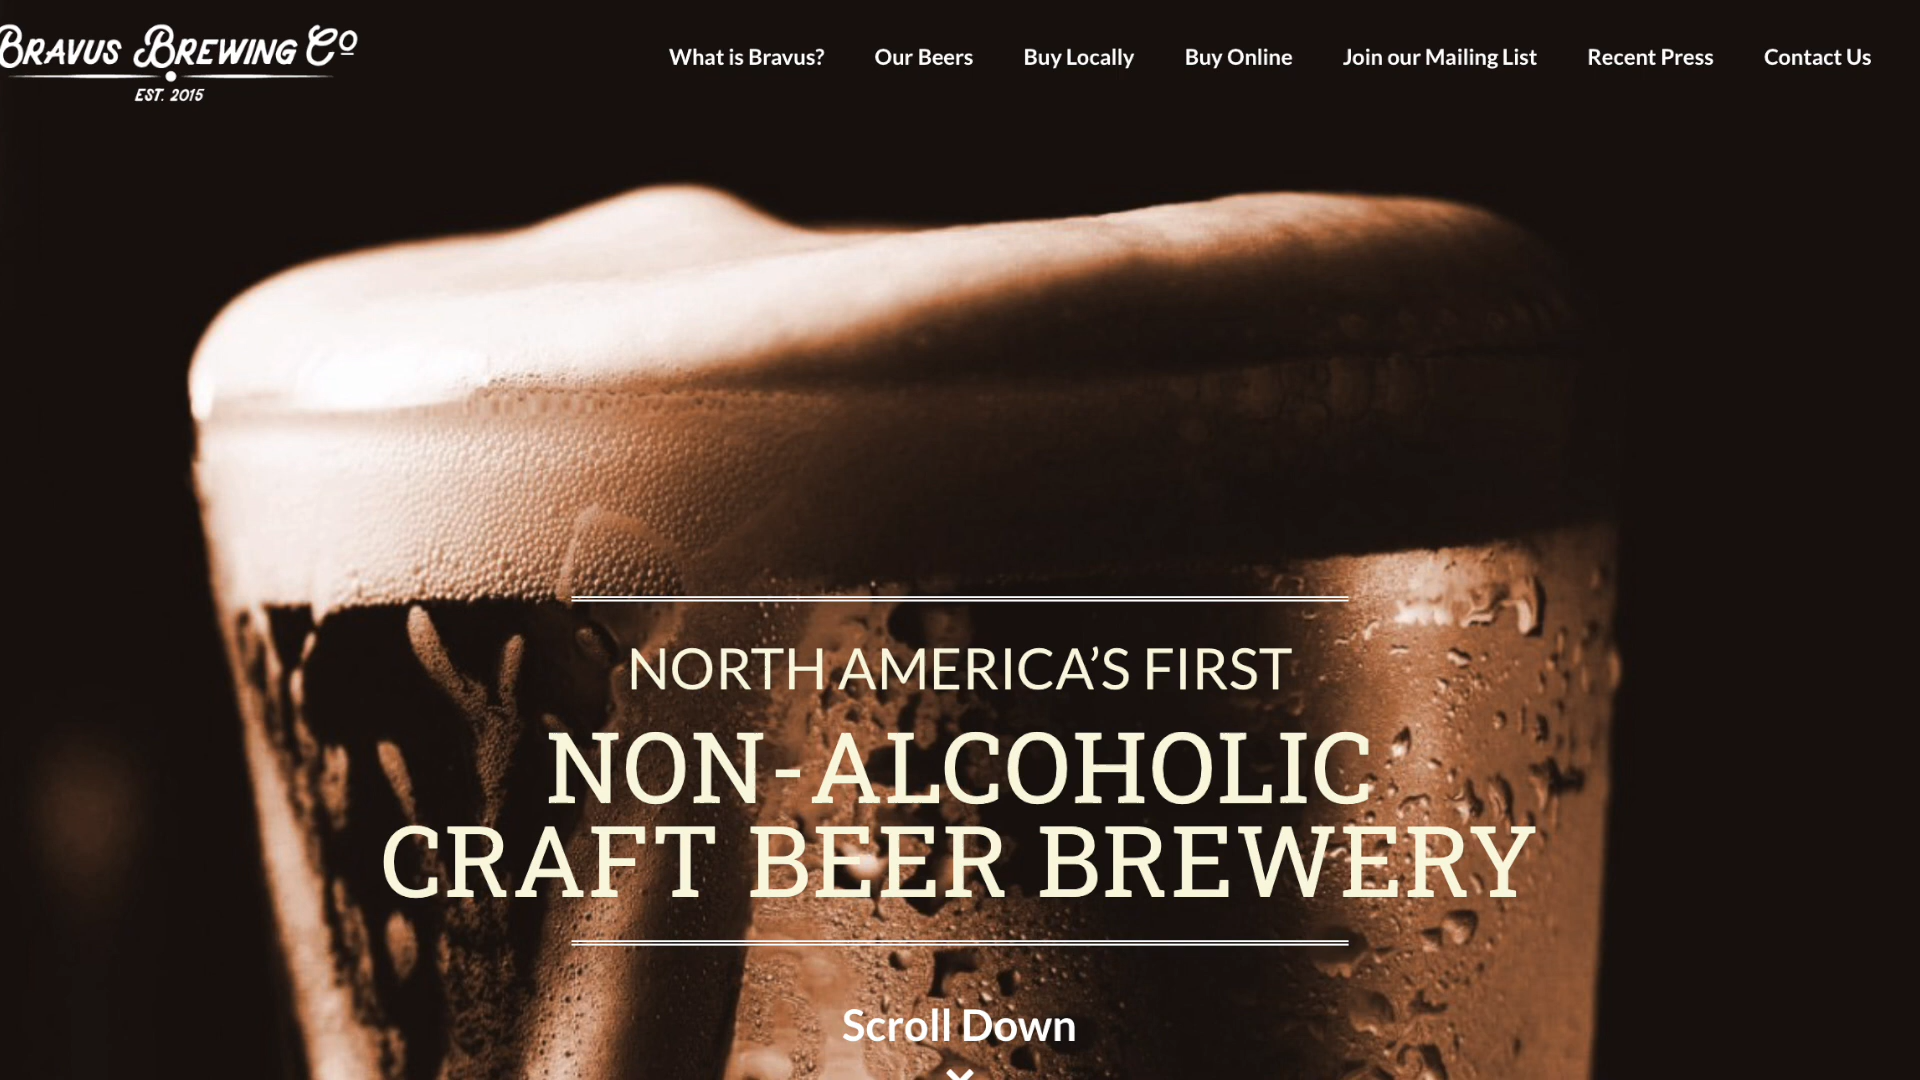 BRAVUS BREWING CO
EST. 2015
What is Bravus? Our Beers Buy Locally Buy Online Join our Mailing List Recent Press Contact Us
NORTH AMERICA’S FIRST
NON-ALCOHOLIC
CRAFT BEER BREWERY
Scroll Down